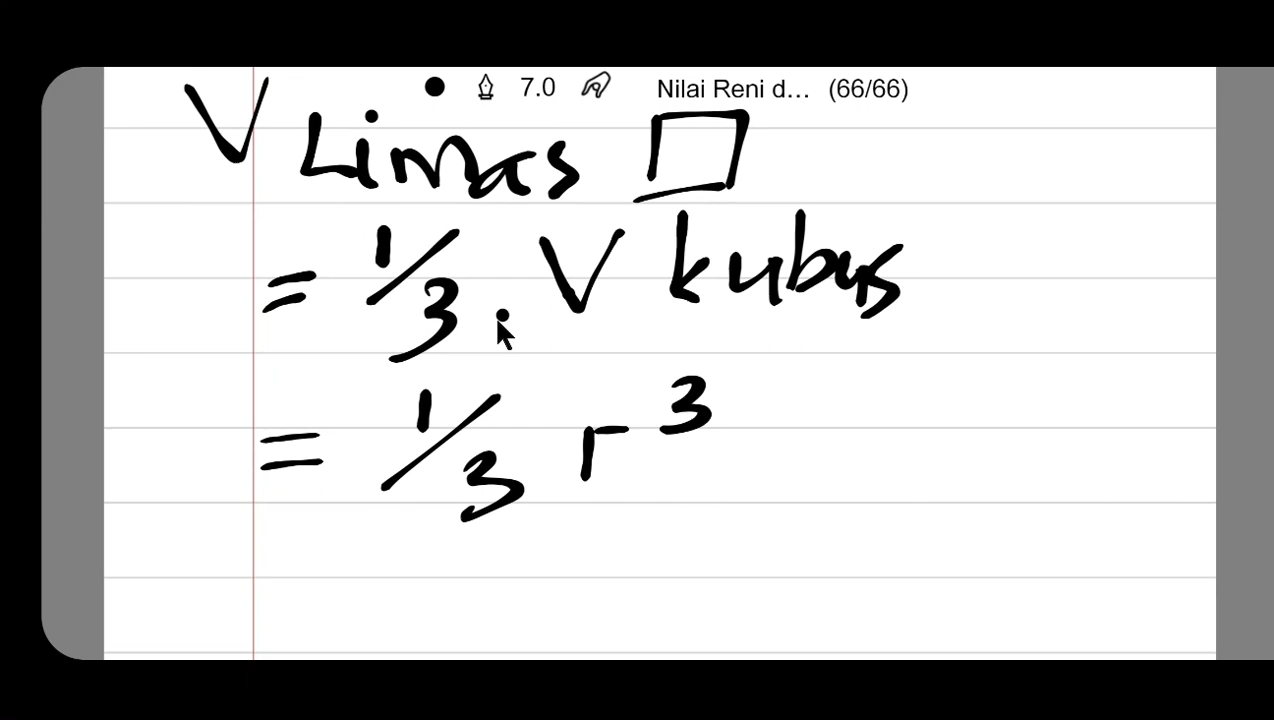 7.0 Nilai Reni d... (66/66)
V Limas □
= 1/3 . V kubus
= 1/3 r³